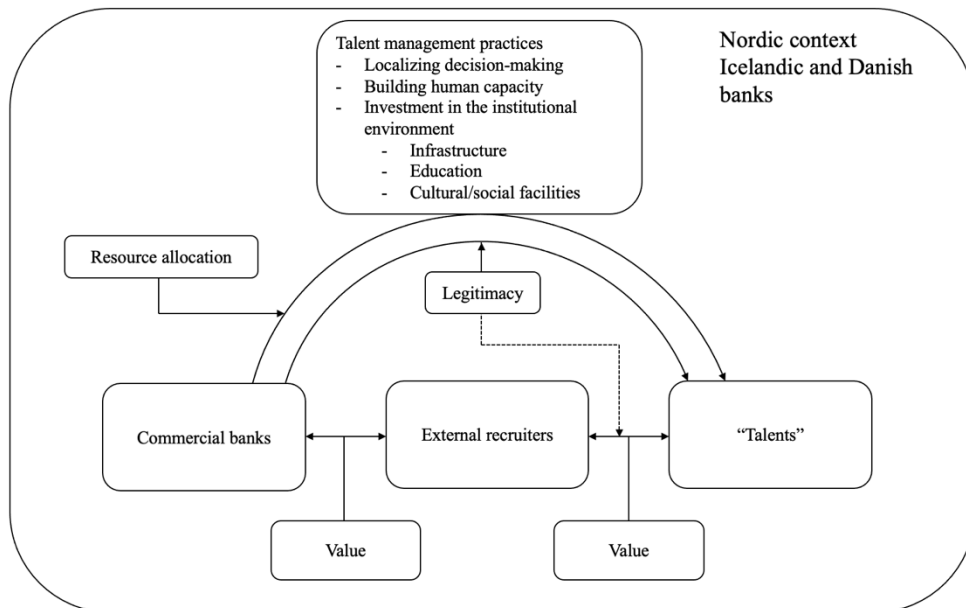 Talent management practices
- Localizing decision-making
- Building human capacity
- Investment in the institutional
environment
- Infrastructure
- Education
- Cultural/social facilities
Nordic context
Icelandic and Danish
banks
Resource allocation
Legitimacy
Commercial banks
External recruiters
“Talents”
Value
Value